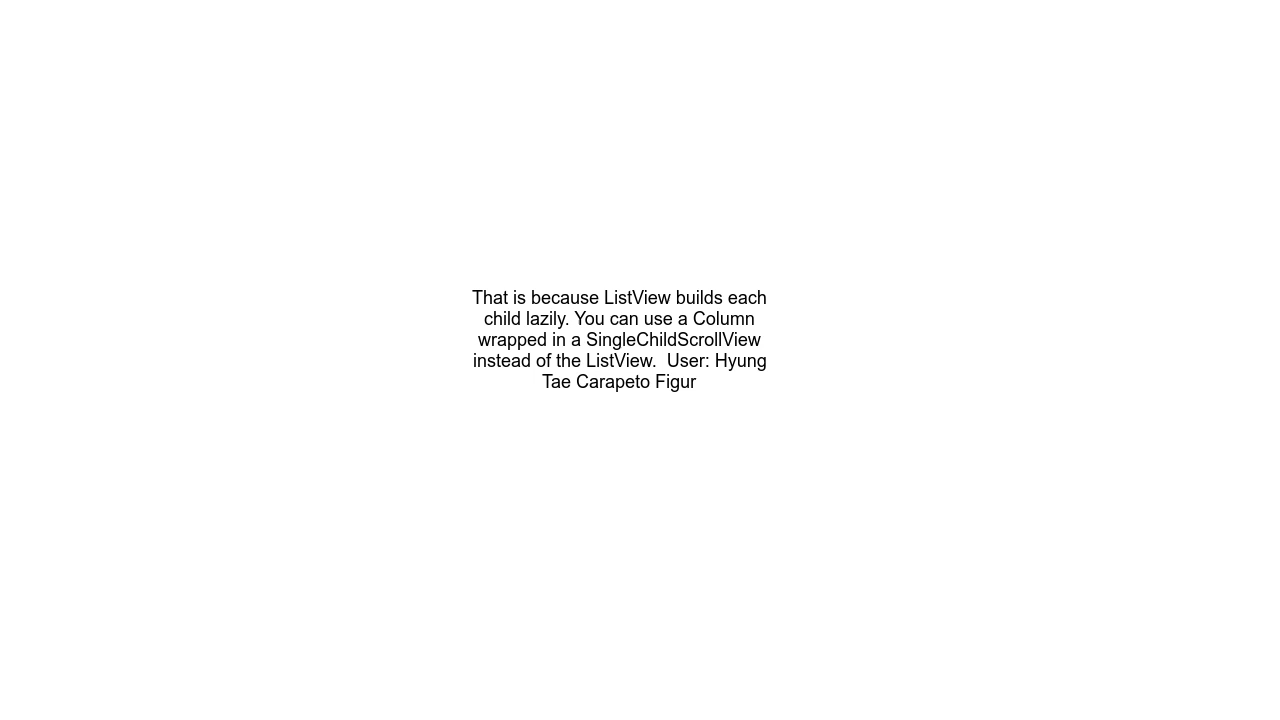 That is because ListView builds each
child lazily. You can use a Column
wrapped in a SingleChildScrollView
instead of the ListView.  User: Hyung
Tae Carapeto Figur